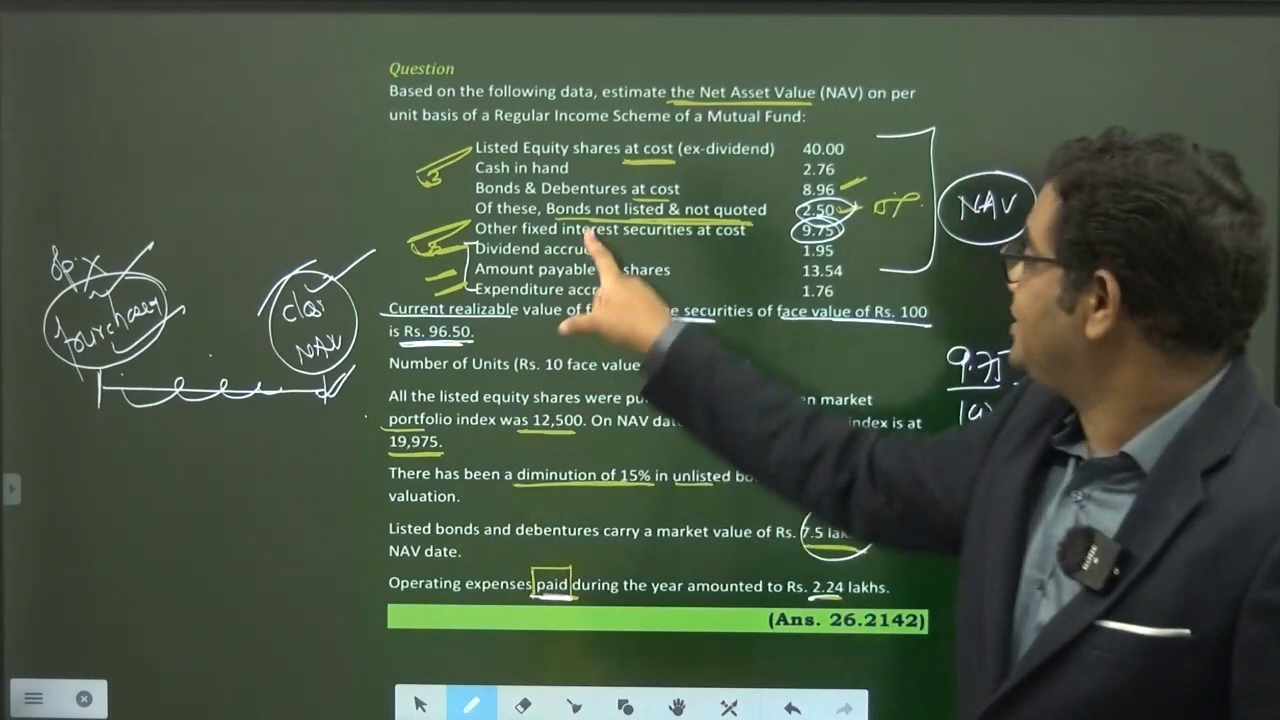 Question
Based on the following data, estimate the Net Asset Value (NAV) on per
unit basis of a Regular Income Scheme of a Mutual Fund:
Listed Equity shares at cost (ex-dividend) 40.00
Cash in hand 2.76
Bonds & Debentures at cost 8.96
Of these, Bonds not listed & not quoted 2.50
Other fixed interest securities at cost 9.75
Dividend accrue 1.95
Amount payable shares 13.54
Expenditure accr 1.76
Current realizable value of f e securities of face value of Rs. 100
is Rs. 96.50.
Number of Units (Rs. 10 face value
All the listed equity shares were pu en market
portfolio index was 12,500. On NAV dat index is at
19,975.
There has been a diminution of 15% in unlisted bo
valuation.
Listed bonds and debentures carry a market value of Rs. 7.5 lak
NAV date.
Operating expenses paid during the year amounted to Rs. 2.24 lakhs.
(Ans. 26.2142)
NAV
NAV
9.75